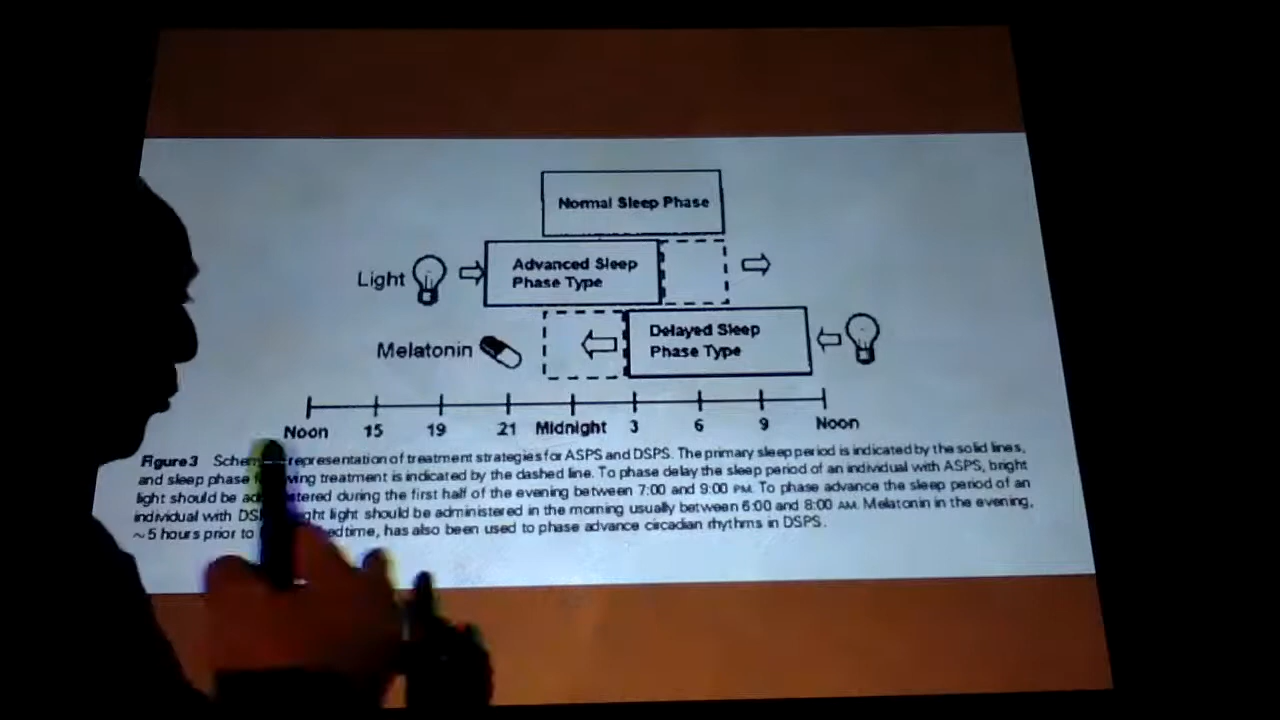 Normal Sleep Phase
Light
Advanced Sleep
Phase Type
Melatonin
Delayed Sleep
Phase Type
Noon 15 19 21 Midnight 3 6 9 Noon
Figure 3 representation of treatment strategies for ASPS and DSPS. The primary sleep period is indicated by the solid lines,
and sleep phase treatment is indicated by the dashed line. To phase delay the sleep period of an individual with ASPS, bright
light should be during the first half of the evening between 7:00 and 9:00 PM. To phase advance the sleep period of an
individual with light should be administered in the morning usually between 6:00 and 8:00 AM. Melatonin in the evening,
~5 hours prior to has also been used to phase advance circadian rhythms in DSPS.